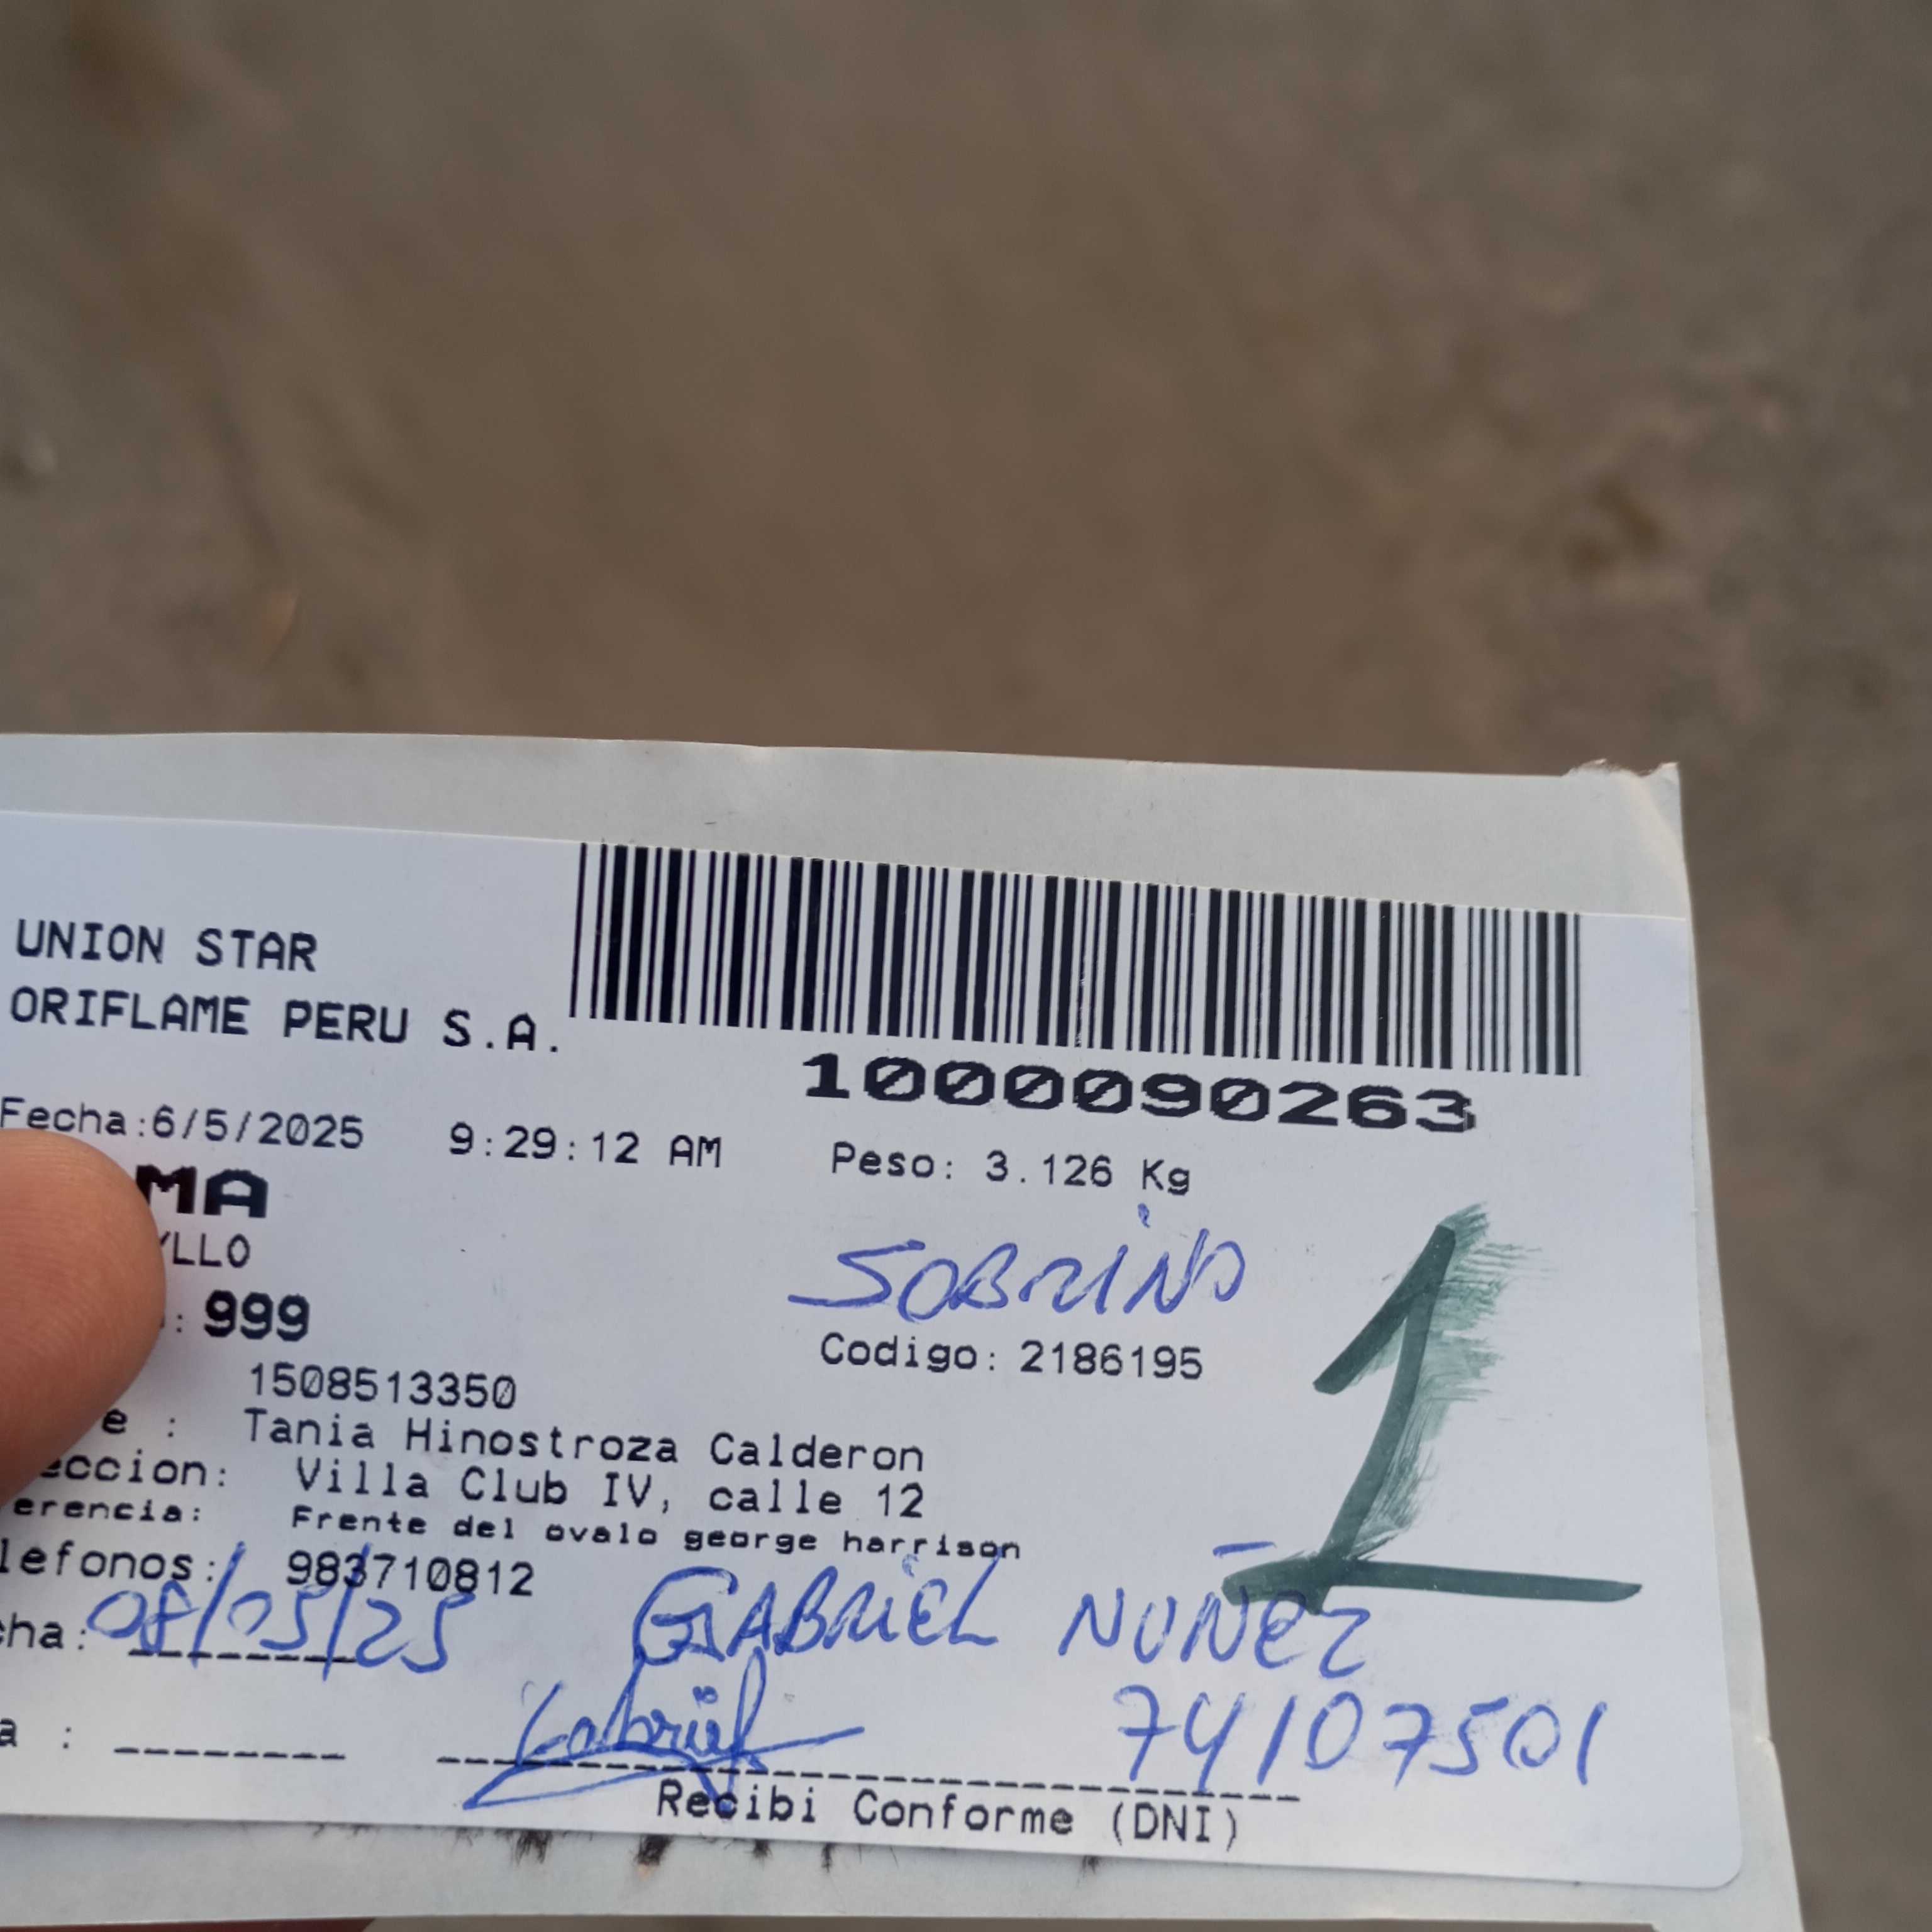 UNION STAR
ORIFLAME PERU S.A.
1000090263
Fecha:6/5/2025 9:29:12 AM Peso: 3.126 Kg
MA
YLLO
SOBRINO
: 999
Codigo: 2186195
1508513350
e : Tania Hinostroza Calderon
eccion: Villa Club IV, calle 12
erencia: Frente del ovalo george harrison
lefonos: 983710812
1
cha: 08/05/25 GABRIEL NUÑEZ
74107501
a : Gabriel
Recibi Conforme (DNI)